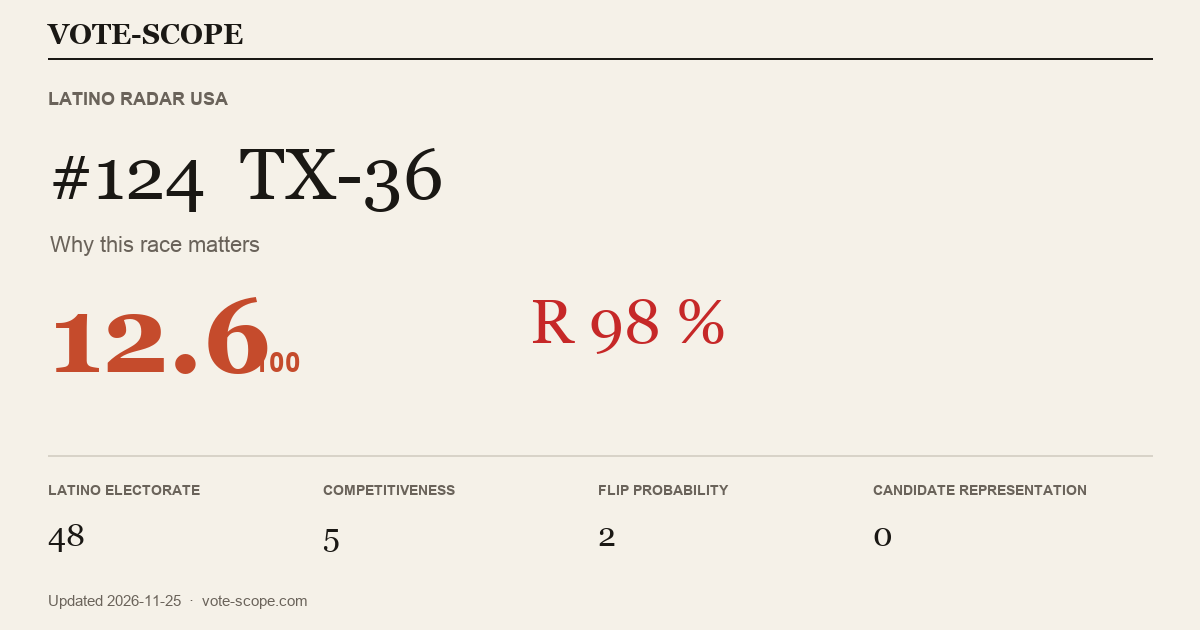 VOTE-SCOPE
LATINO RADAR USA
#124 TX-36
Why this race matters
12.6
R 98 %
LATINO ELECTORATE
COMPETITIVENESS
FLIP PROBABILITY
CANDIDATE REPRESENTATION
48
5
2
0
Updated 2026-11-25 · vote-scope.com